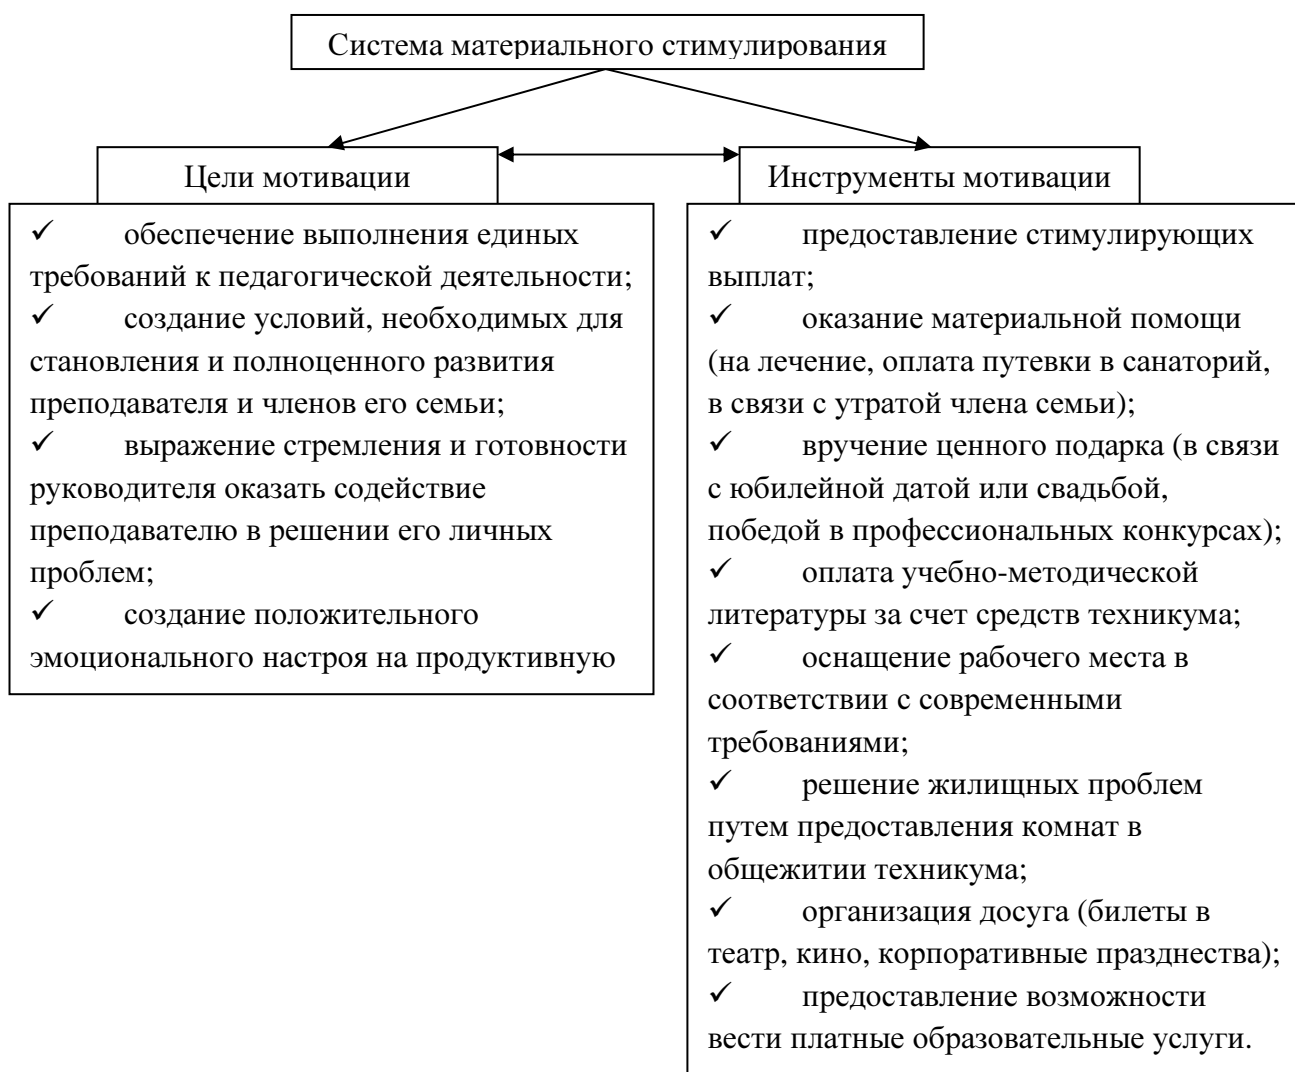 Система материального стимулирования
Цели мотивации
✓ обеспечение выполнения единых
требований к педагогической деятельности;
✓ создание условий, необходимых для
становления и полноценного развития
преподавателя и членов его семьи;
✓ выражение стремления и готовности
руководителя оказать содействие
преподавателю в решении его личных
проблем;
✓ создание положительного
эмоционального настроя на продуктивную
Инструменты мотивации
✓ предоставление стимулирующих
выплат;
✓ оказание материальной помощи
(на лечение, оплата путевки в санаторий,
в связи с утратой члена семьи);
✓ вручение ценного подарка (в связи
с юбилейной датой или свадьбой,
победой в профессиональных конкурсах);
✓ оплата учебно-методической
литературы за счет средств техникума;
✓ оснащение рабочего места в
соответствии с современными
требованиями;
✓ решение жилищных проблем
путем предоставления комнат в
общежитии техникума;
✓ организация досуга (билеты в
театр, кино, корпоративные празднества);
✓ предоставление возможности
вести платные образовательные услуги.